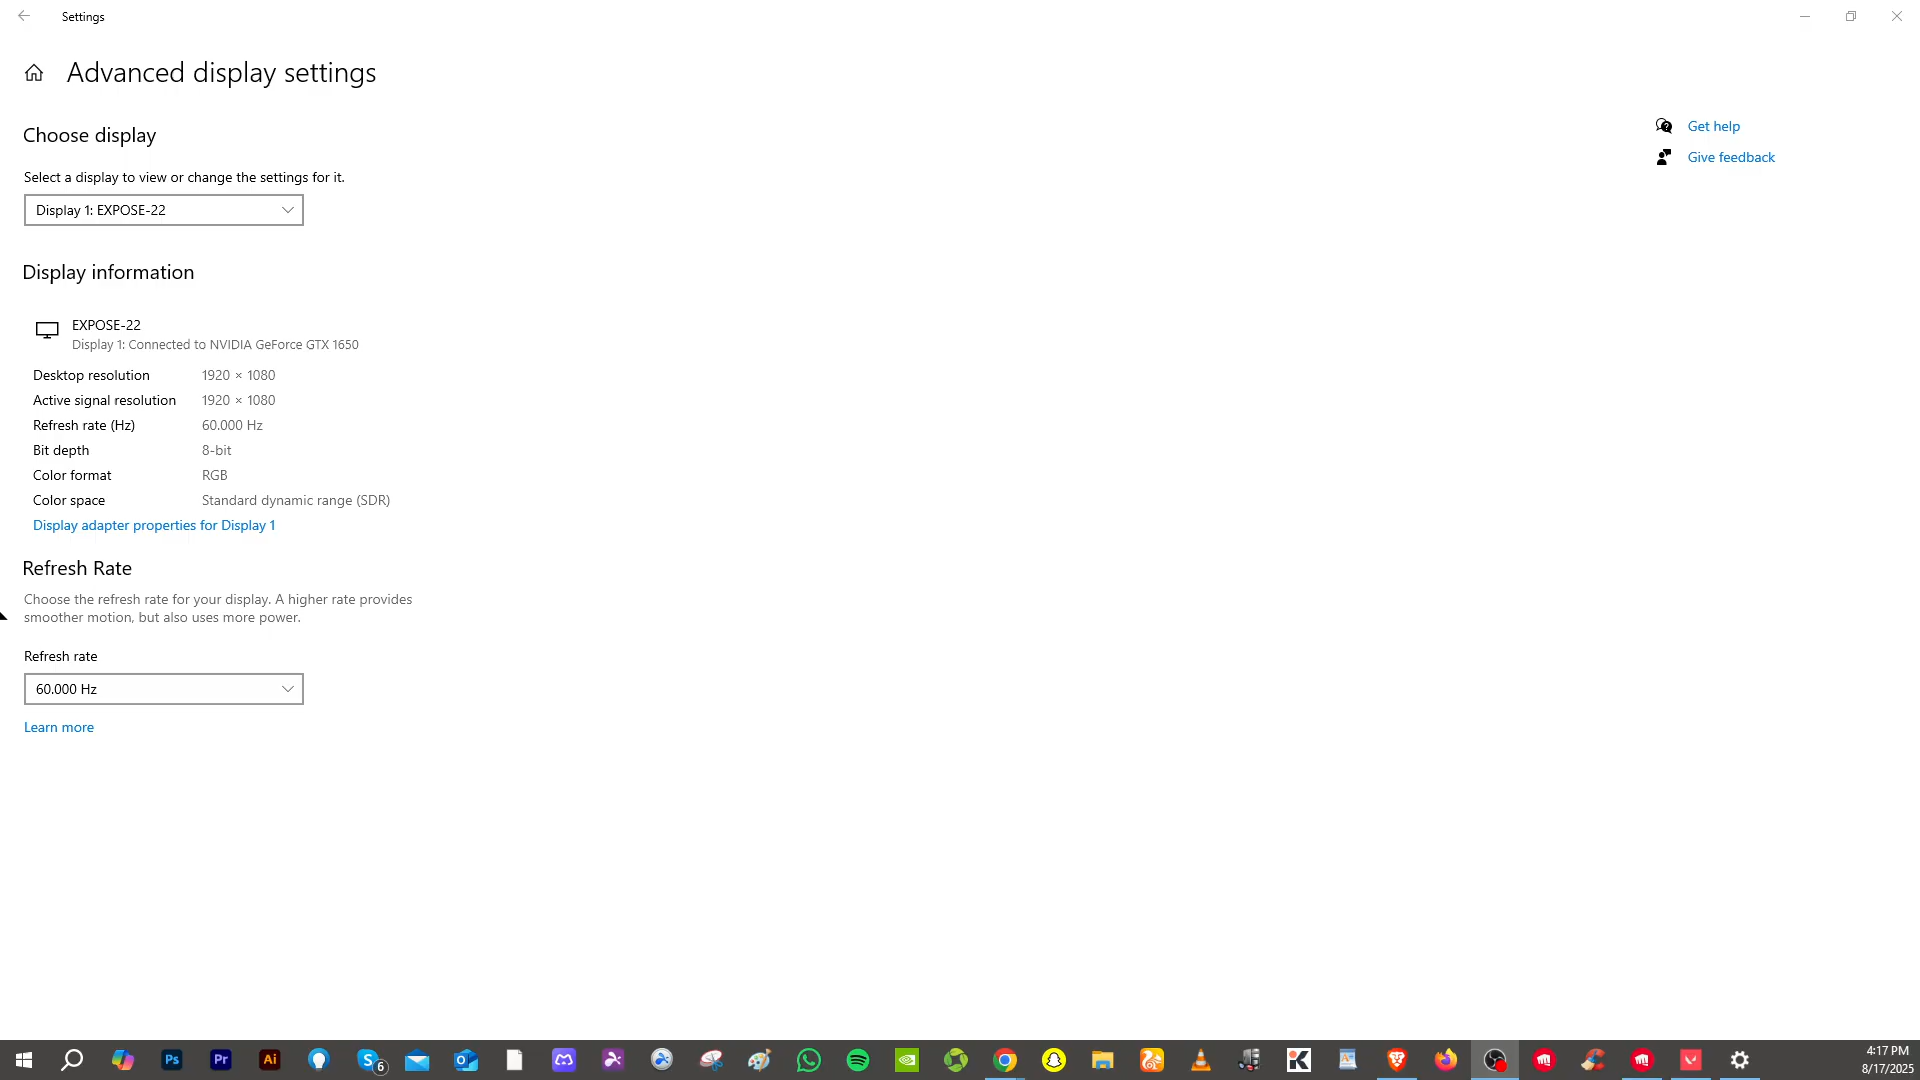 Settings
Advanced display settings
Choose display
Select a display to view or change the settings for it.
Display 1: EXPOSE-22
Get help
Give feedback
Display information
EXPOSE-22
Display 1: Connected to NVIDIA GeForce GTX 1650
Desktop resolution 1920 × 1080
Active signal resolution 1920 × 1080
Refresh rate (Hz) 60.000 Hz
Bit depth 8-bit
Color format RGB
Color space Standard dynamic range (SDR)
Display adapter properties for Display 1
Refresh Rate
Choose the refresh rate for your display. A higher rate provides
smoother motion, but also uses more power.
Refresh rate
60.000 Hz
Learn more
Ps Pr Ai S 6
4:17 PM
8/17/2025